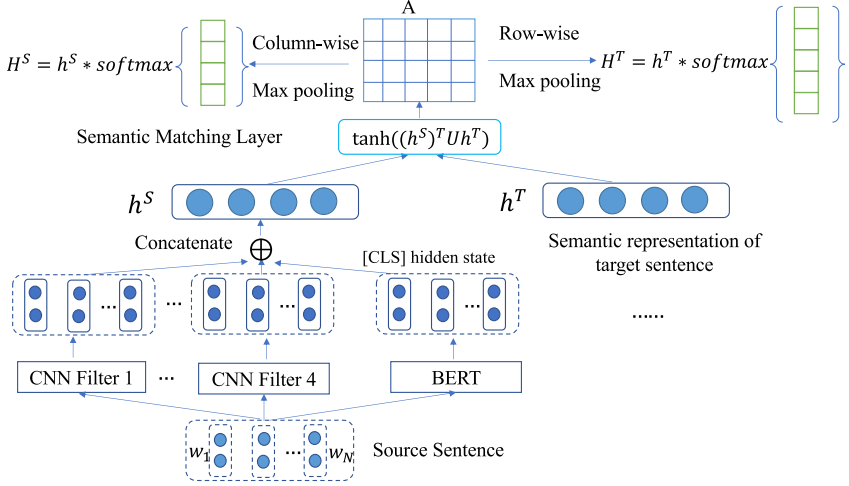 A
Column-wise
Row-wise
H^S = h^S * softmax
H^T = h^T * softmax
Max pooling
Max pooling
Semantic Matching Layer
tanh((h^S)^T Uh^T)
h^S
h^T
Concatenate
Semantic representation of
target sentence
[CLS] hidden state
... ... ... ... ...
CNN Filter 1 ... CNN Filter 4
BERT
w_1 ... w_N
Source Sentence
......